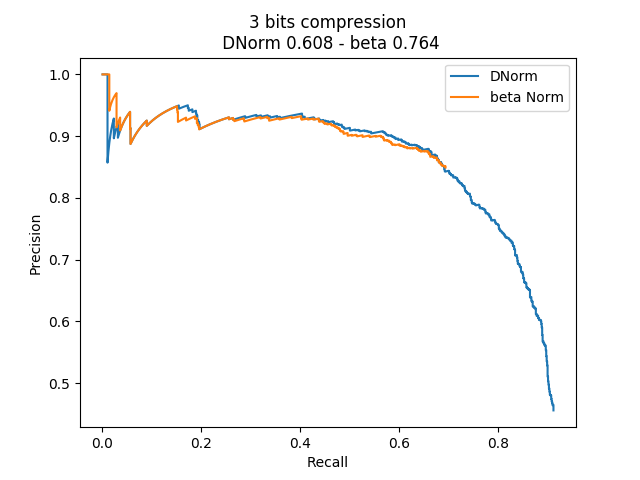 3 bits compression
DNorm 0.608 - beta 0.764
DNorm
beta Norm
1.0
0.9
0.8
0.7
0.6
0.5
Precision
0.0
0.2
0.4
0.6
0.8
Recall